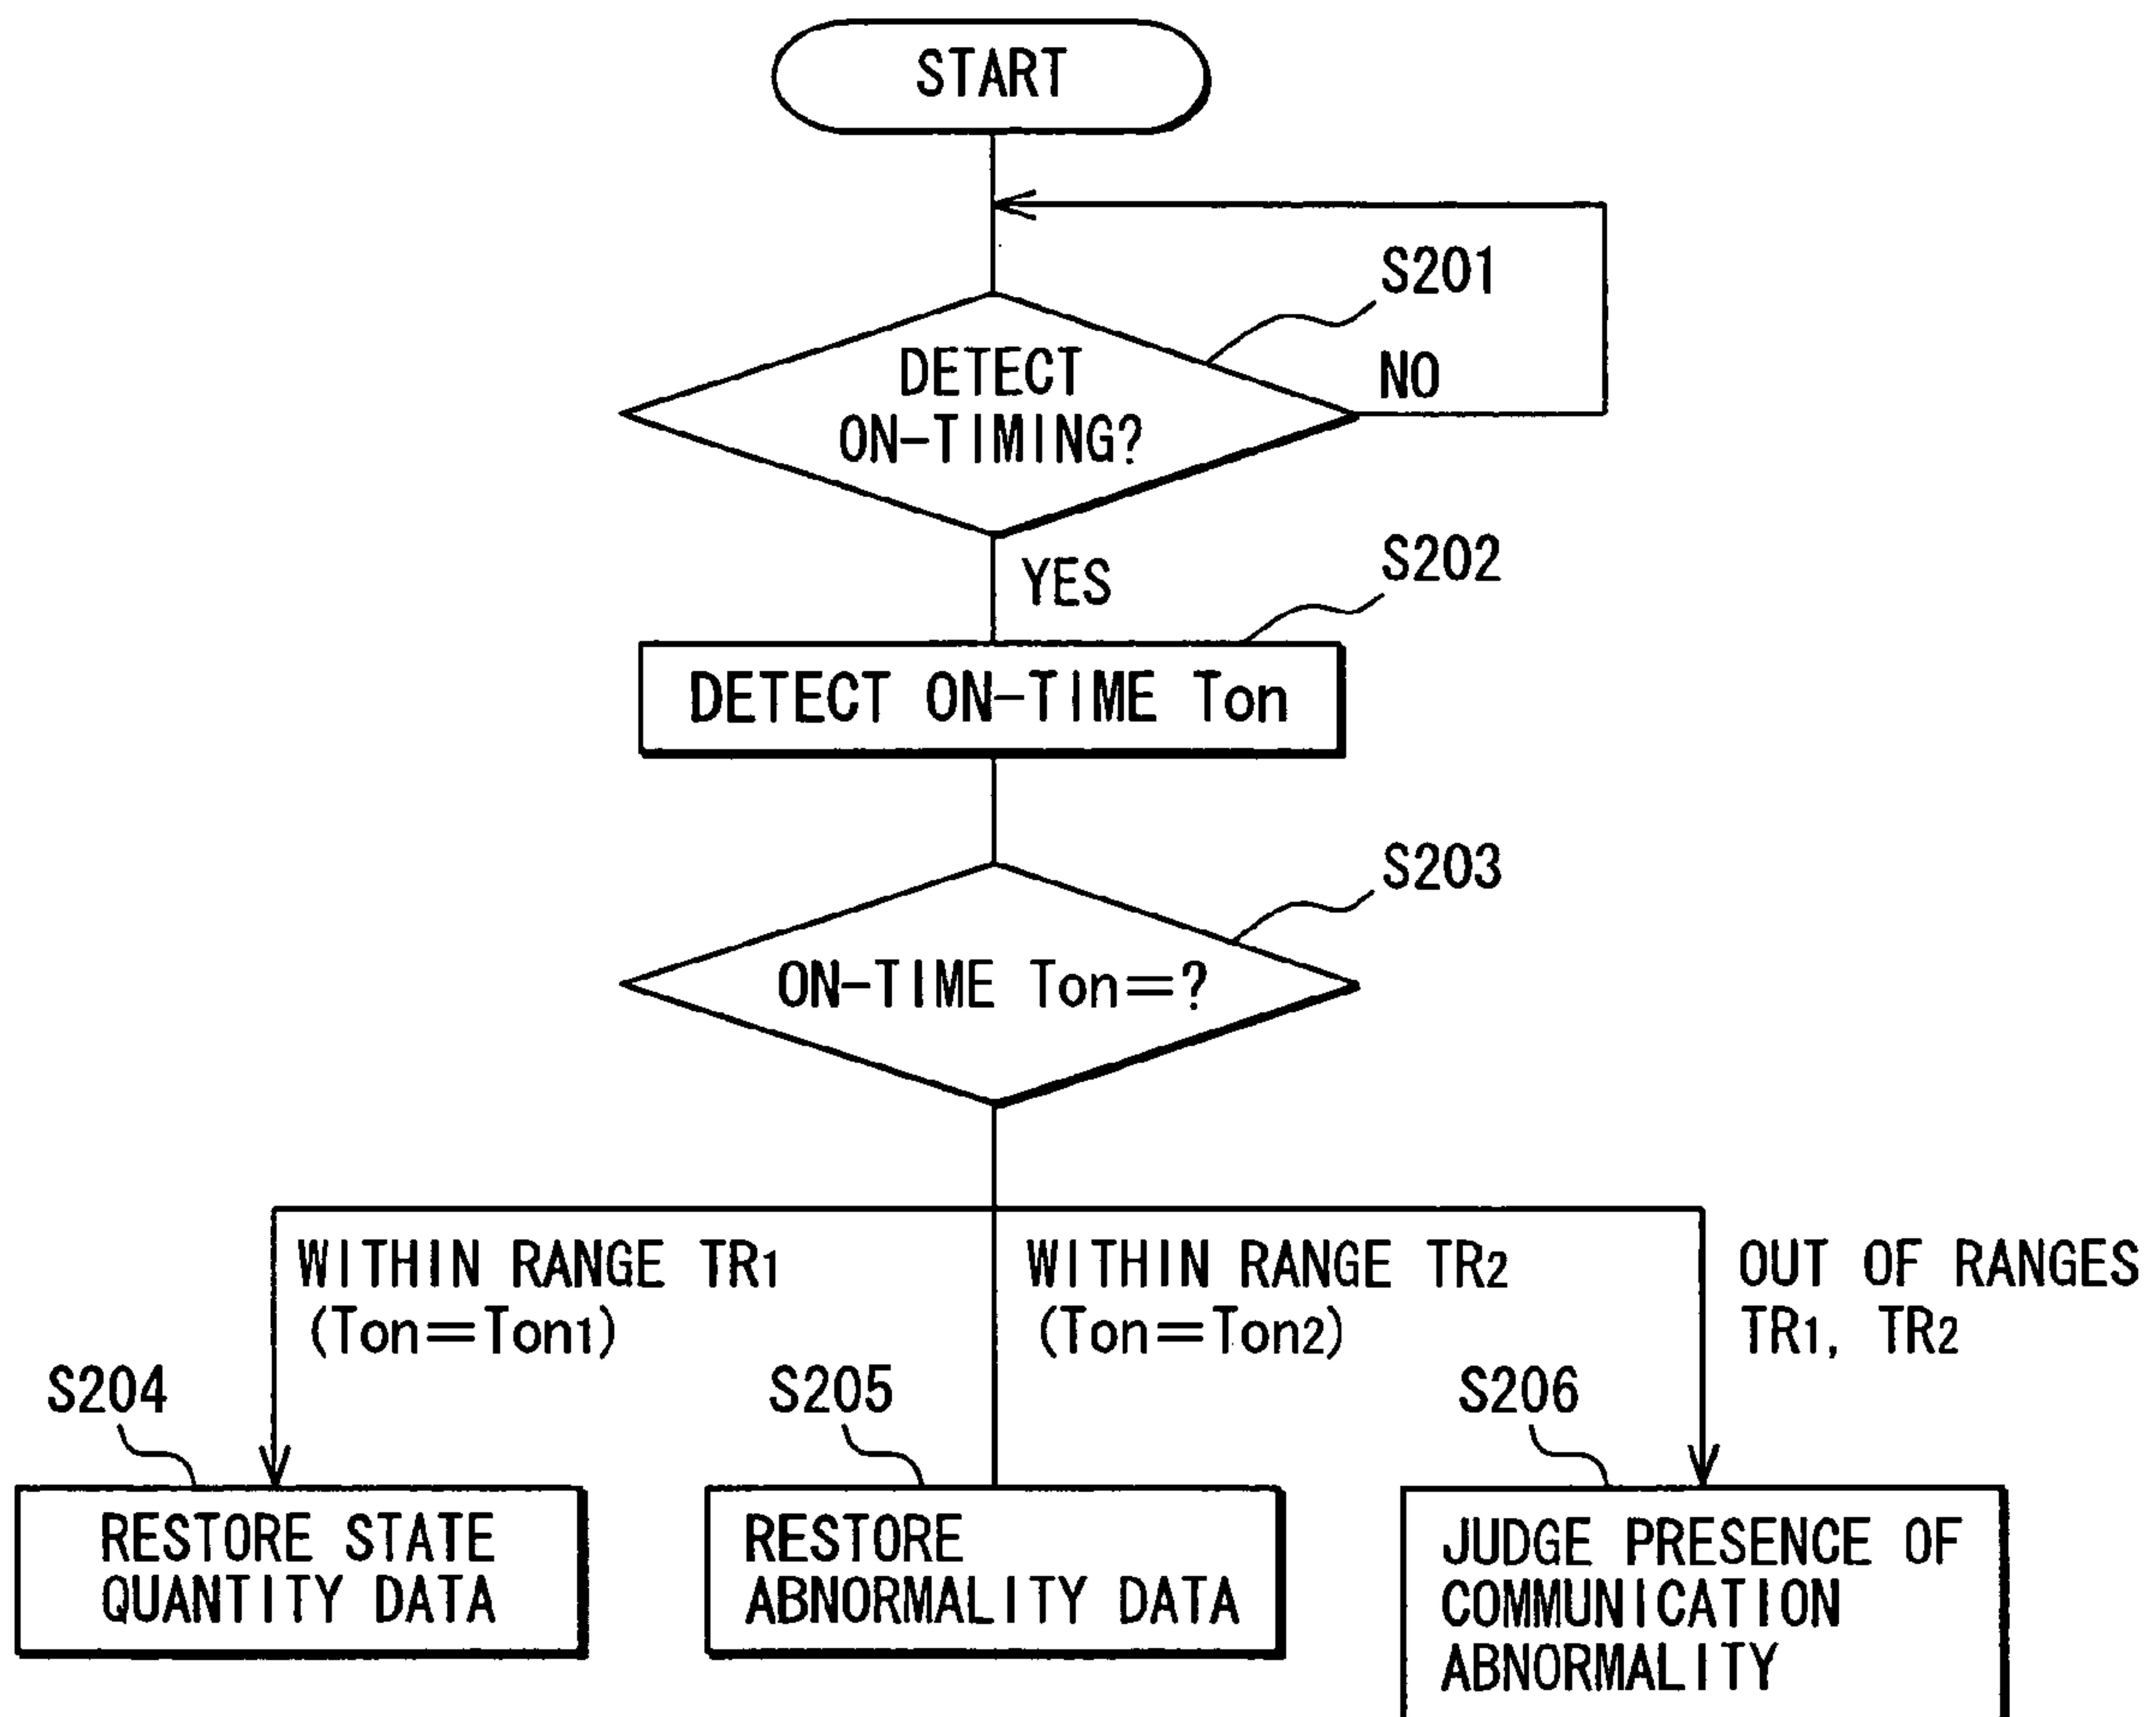 START
S201
DETECT
ON-TIMING?
NO
YES
S202
DETECT ON-TIME Ton
S203
ON-TIME Ton=?
WITHIN RANGE TR1
(Ton=Ton1)
WITHIN RANGE TR2
(Ton=Ton2)
OUT OF RANGES
TR1, TR2
S204
S205
S206
RESTORE STATE
QUANTITY DATA
RESTORE
ABNORMALITY DATA
JUDGE PRESENCE OF
COMMUNICATION
ABNORMALITY